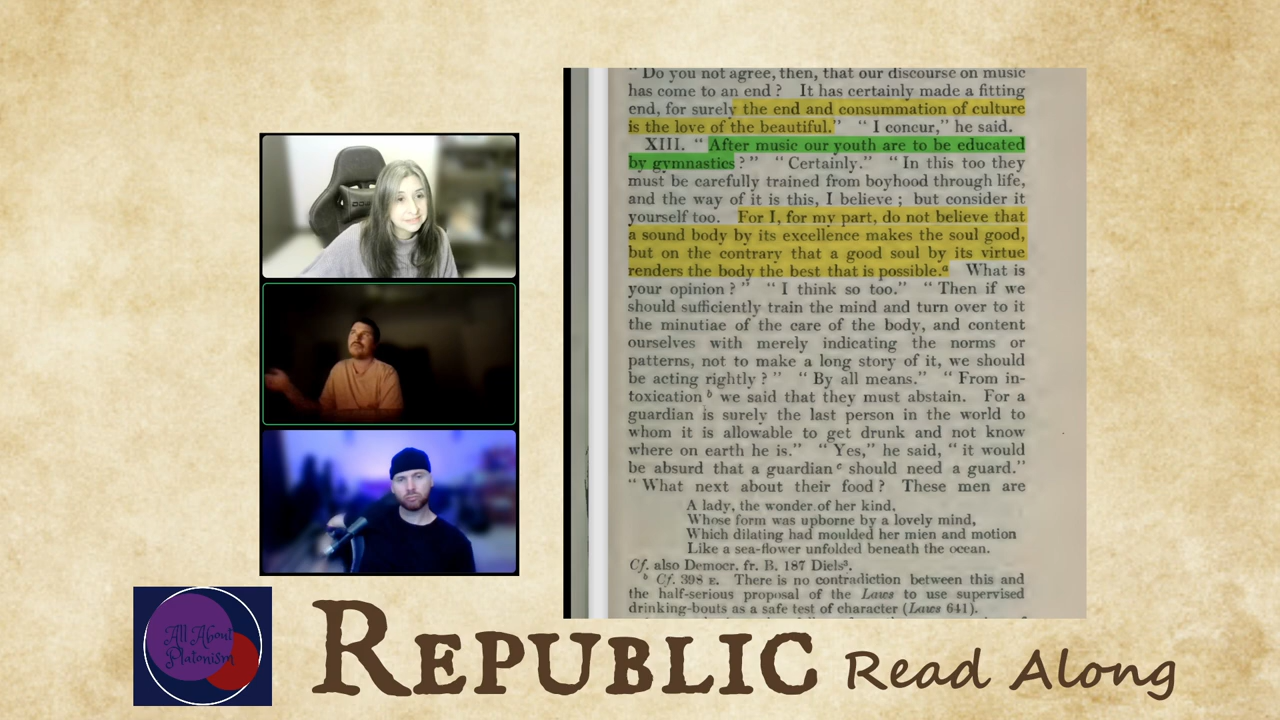 " Do you not agree, then, that our discourse on music
has come to an end ? It has certainly made a fitting
end, for surely the end and consummation of culture
is the love of the beautiful." " I concur," he said.
XIII. " After music our youth are to be educated
by gymnastics ? " " Certainly." " In this too they
must be carefully trained from boyhood through life,
and the way of it is this, I believe ; but consider it
yourself too. For I, for my part, do not believe that
a sound body by its excellence makes the soul good,
but on the contrary that a good soul by its virtue
renders the body the best that is possible.ᵃ What is
your opinion ? " " I think so too." " Then if we
should sufficiently train the mind and turn over to it
the minutiae of the care of the body, and content
ourselves with merely indicating the norms or
patterns, not to make a long story of it, we should
be acting rightly ? " " By all means." " From in-
toxication ᵇ we said that they must abstain. For a
guardian is surely the last person in the world to
whom it is allowable to get drunk and not know
where on earth he is." " Yes," he said, " it would
be absurd that a guardian ᶜ should need a guard."
" What next about their food ? These men are
A lady, the wonder of her kind,
Whose form was upborne by a lovely mind,
Which dilating had moulded her mien and motion
Like a sea-flower unfolded beneath the ocean.
Cf. also Democr. fr. B. 187 Diels³.
ᵇ Cf. 398 E. There is no contradiction between this and
the half-serious proposal of the Laws to use supervised
drinking-bouts as a safe test of character (Laws 641).
All About
Platonism
REPUBLIC Read Along